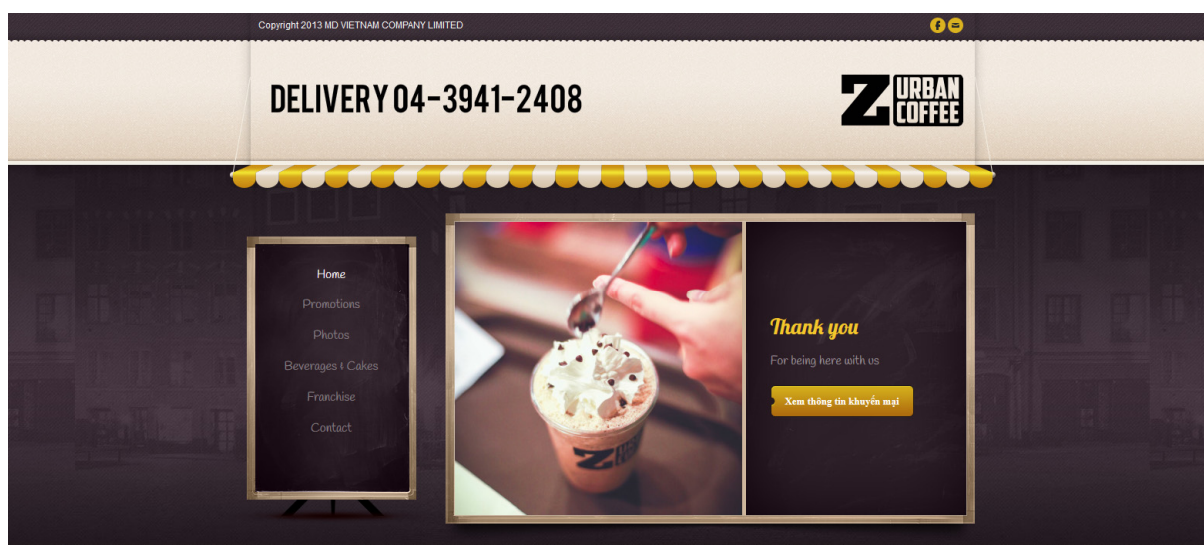 Copyright 2013 MD VIETNAM COMPANY LIMITED
DELIVERY 04-3941-2408
Z URBAN
COFFEE
Home
Promotions
Photos
Beverages & Cakes
Franchise
Contact
Thank you
For being here with us
Xem thông tin khuyến mại
Z